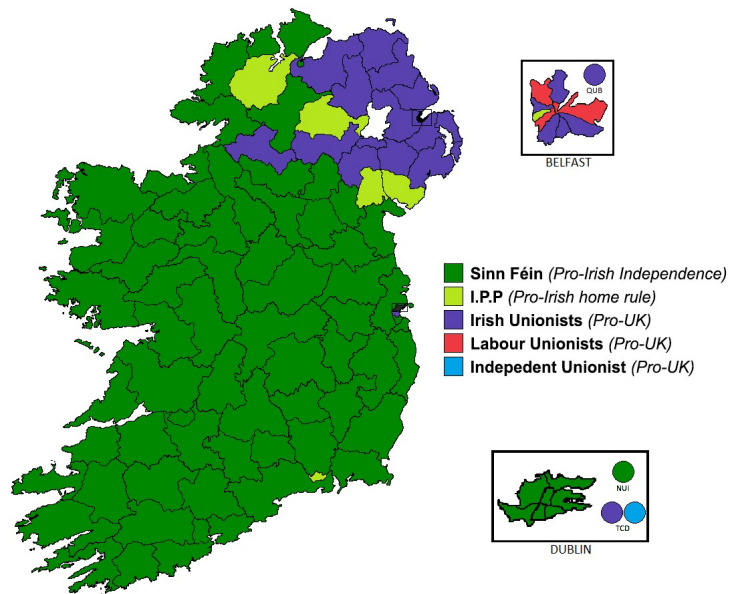 QUB
BELFAST
Sinn Féin (Pro-Irish Independence)
I.P.P (Pro-Irish home rule)
Irish Unionists (Pro-UK)
Labour Unionists (Pro-UK)
Indepedent Unionist (Pro-UK)
NUI
TCD
DUBLIN